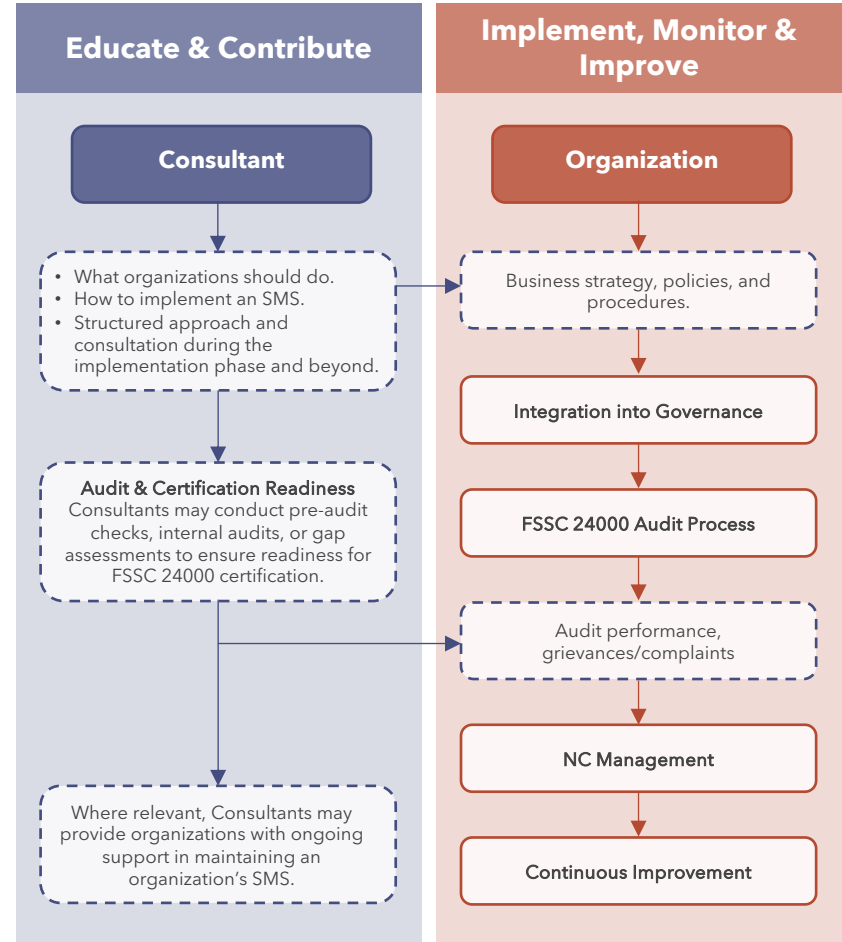 Educate & Contribute
Consultant
• What organizations should do.
• How to implement an SMS.
• Structured approach and
consultation during the
implementation phase and beyond.
Audit & Certification Readiness
Consultants may conduct pre-audit
checks, internal audits, or gap
assessments to ensure readiness for
FSSC 24000 certification.
Where relevant, Consultants may
provide organizations with ongoing
support in maintaining an
organization's SMS.
Implement, Monitor &
Improve
Organization
Business strategy, policies, and
procedures.
Integration into Governance
FSSC 24000 Audit Process
Audit performance,
grievances/complaints
NC Management
Continuous Improvement